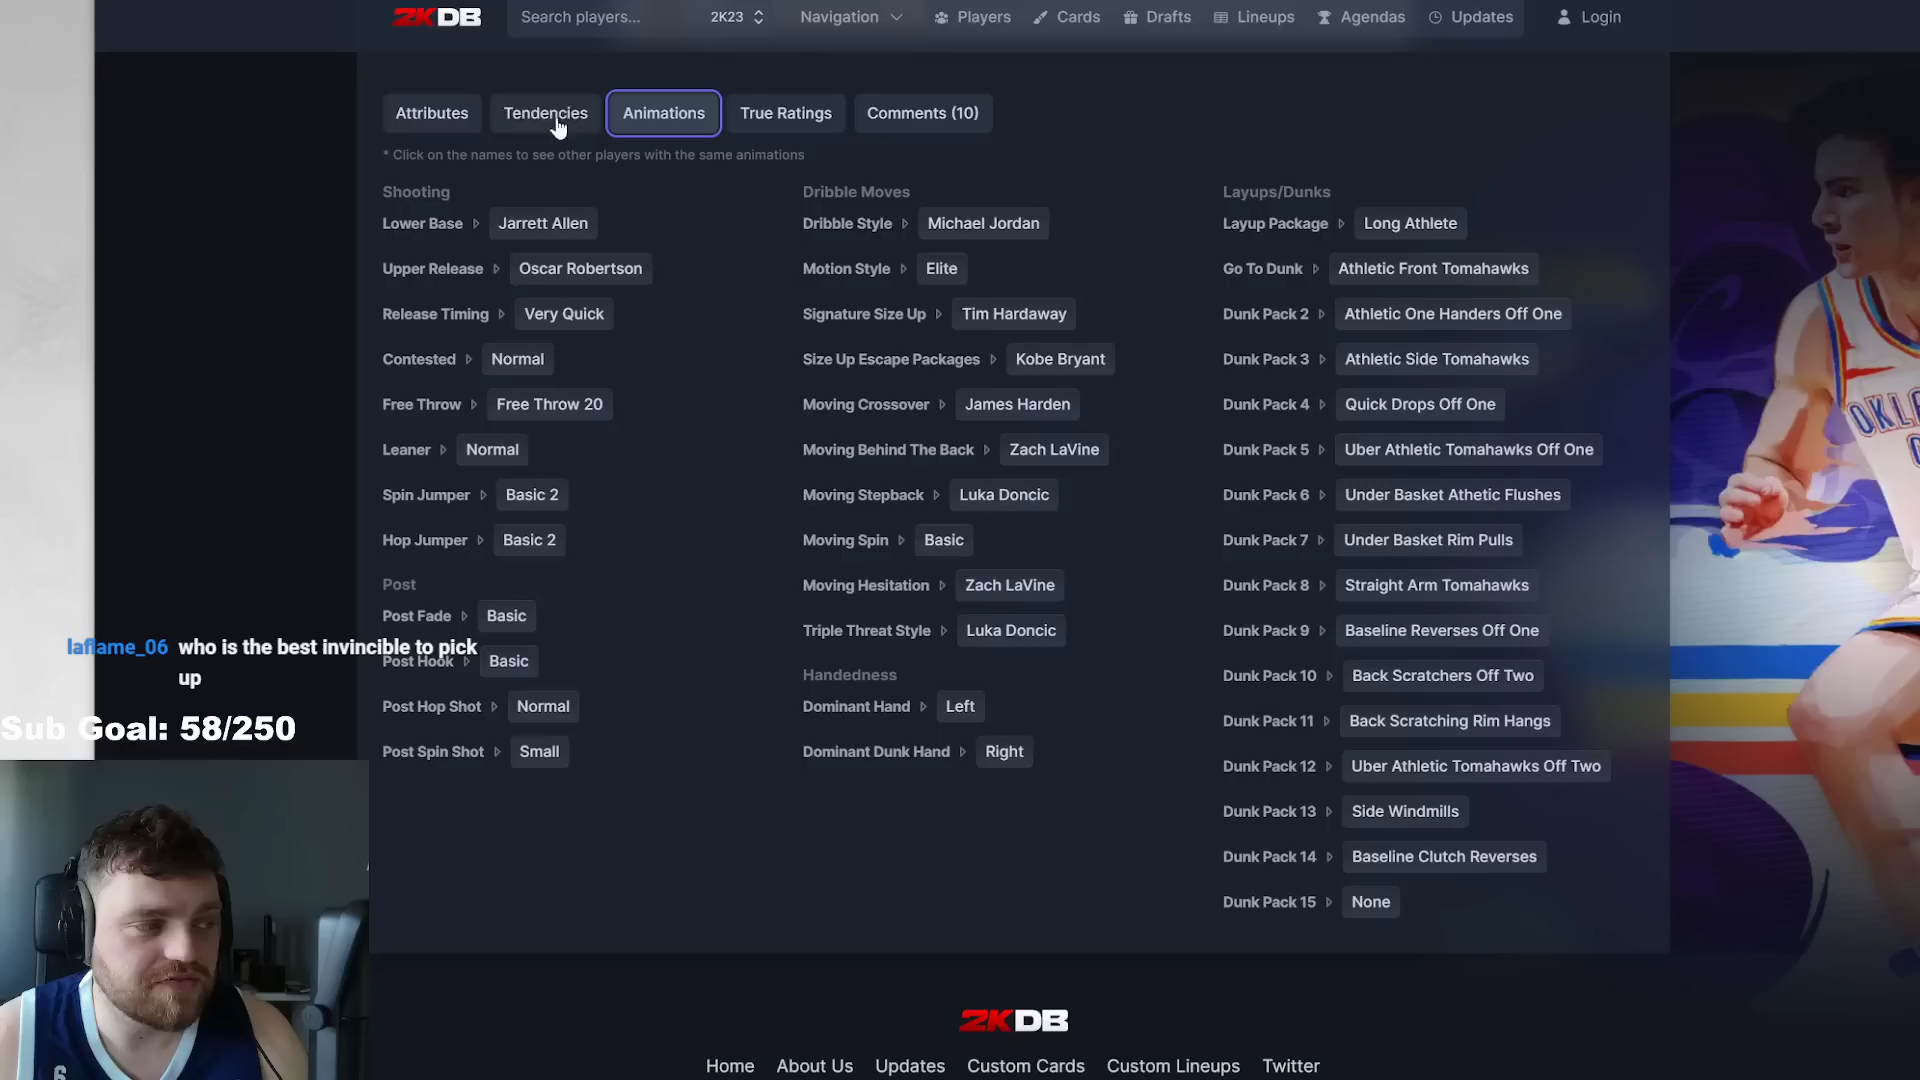 2KDB Search players... 2K23 Navigation Players Cards Drafts Lineups Agendas Updates Login
Attributes Tendencies Animations True Ratings Comments (10)
* Click on the names to see other players with the same animations
Shooting
Lower Base Jarrett Allen
Upper Release Oscar Robertson
Release Timing Very Quick
Contested Normal
Free Throw Free Throw 20
Leaner Normal
Spin Jumper Basic 2
Hop Jumper Basic 2
Post
Post Fade Basic
Post Hook Basic
Post Hop Shot Normal
Post Spin Shot Small
Dribble Moves
Dribble Style Michael Jordan
Motion Style Elite
Signature Size Up Tim Hardaway
Size Up Escape Packages Kobe Bryant
Moving Crossover James Harden
Moving Behind The Back Zach LaVine
Moving Stepback Luka Doncic
Moving Spin Basic
Moving Hesitation Zach LaVine
Triple Threat Style Luka Doncic
Handedness
Dominant Hand Left
Dominant Dunk Hand Right
Layups/Dunks
Layup Package Long Athlete
Go To Dunk Athletic Front Tomahawks
Dunk Pack 2 Athletic One Handers Off One
Dunk Pack 3 Athletic Side Tomahawks
Dunk Pack 4 Quick Drops Off One
Dunk Pack 5 Uber Athletic Tomahawks Off One
Dunk Pack 6 Under Basket Athetic Flushes
Dunk Pack 7 Under Basket Rim Pulls
Dunk Pack 8 Straight Arm Tomahawks
Dunk Pack 9 Baseline Reverses Off One
Dunk Pack 10 Back Scratchers Off Two
Dunk Pack 11 Back Scratching Rim Hangs
Dunk Pack 12 Uber Athletic Tomahawks Off Two
Dunk Pack 13 Side Windmills
Dunk Pack 14 Baseline Clutch Reverses
Dunk Pack 15 None
laflame_06 who is the best invincible to pick
up
Sub Goal: 58/250
6
2KDB
Home About Us Updates Custom Cards Custom Lineups Twitter